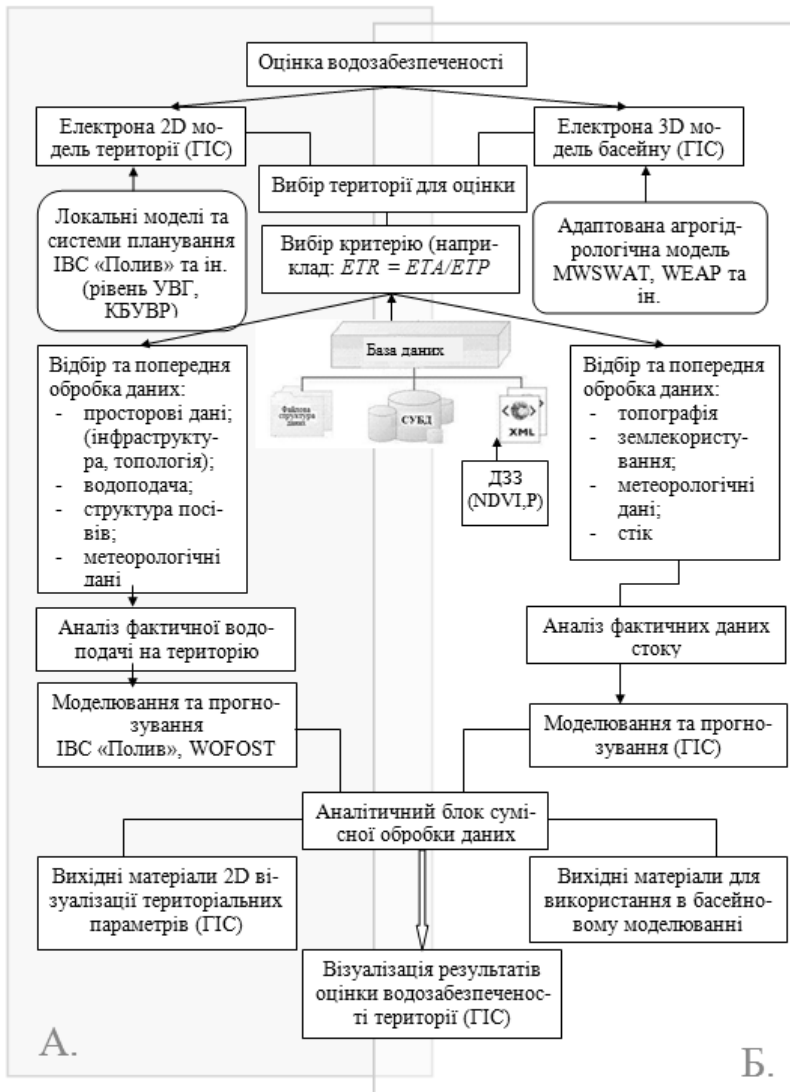 Оцінка водозабезпеченості
Електрона 2D мо-
дель території (ГІС)
Електрона 3D
модель басейну (ГІС)
Вибір території для оцінки
Локальні моделі та
системи планування
ІВС «Полив» та ін.
(рівень УВГ,
КБУВР)
Вибір критерію (напри-
клад: ETR = ETA/ETP
Адаптована агрогід-
рологічна модель
MWSWAT, WEAP та
ін.
База даних
Файлова
структура
даних
СУБД
XML
ДЗЗ
(NDVI,P)
Відбір та попередня
обробка даних:
- просторові дані;
(інфраструкту-
ра, топологія);
- водоподача;
- структура посі-
вів;
- метеорологічні
дані
Відбір та попередня
обробка даних:
- топографія
- землекористу-
вання;
- метеорологічні
дані;
- стік
Аналіз фактичної водо-
подачі на територію
Аналіз фактичних даних
стоку
Моделювання та прогно-
зування
ІВС «Полив», WOFOST
Моделювання та прогно-
зування (ГІС)
Аналітичний блок сумі-
сної обробки даних
Вихідні матеріали 2D ві-
зуалізації територіальних
параметрів (ГІС)
Вихідні матеріали для
використання в басейно-
вому моделюванні
Візуалізація результатів
оцінки водозабезпеченос-
ті території (ГІС)
А.
Б.